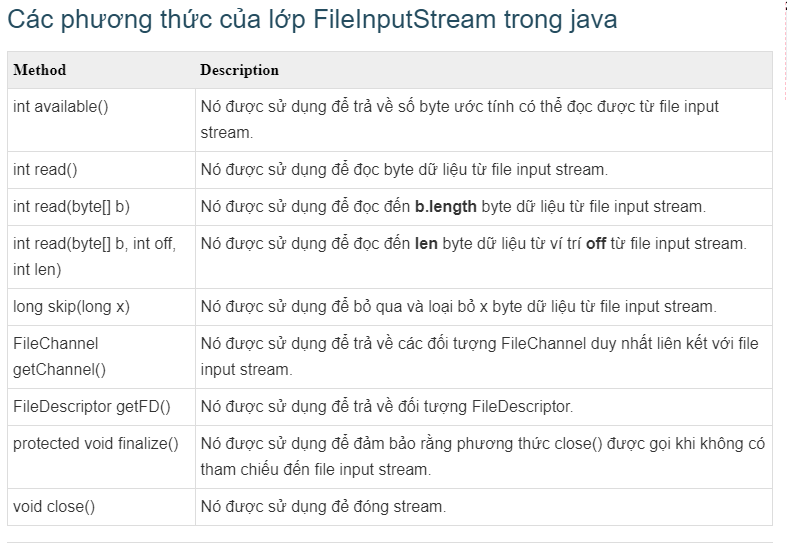 Các phương thức của lớp FileInputStream trong java
Method Description
int available() Nó được sử dụng để trả về số byte ước tính có thể đọc được từ file input
stream.
int read() Nó được sử dụng để đọc byte dữ liệu từ file input stream.
int read(byte[] b) Nó được sử dụng để đọc đến b.length byte dữ liệu từ file input stream.
int read(byte[] b, int off, Nó được sử dụng để đọc đến len byte dữ liệu từ ví trí off từ file input stream.
int len)
long skip(long x) Nó được sử dụng để bỏ qua và loại bỏ x byte dữ liệu từ file input stream.
FileChannel Nó được sử dụng để trả về các đối tượng FileChannel duy nhất liên kết với file
getChannel() input stream.
FileDescriptor getFD() Nó được sử dụng để trả về đối tượng FileDescriptor.
protected void finalize() Nó được sử dụng để đảm bảo rằng phương thức close() được gọi khi không có
tham chiếu đến file input stream.
void close() Nó được sử dụng đẻ đóng stream.